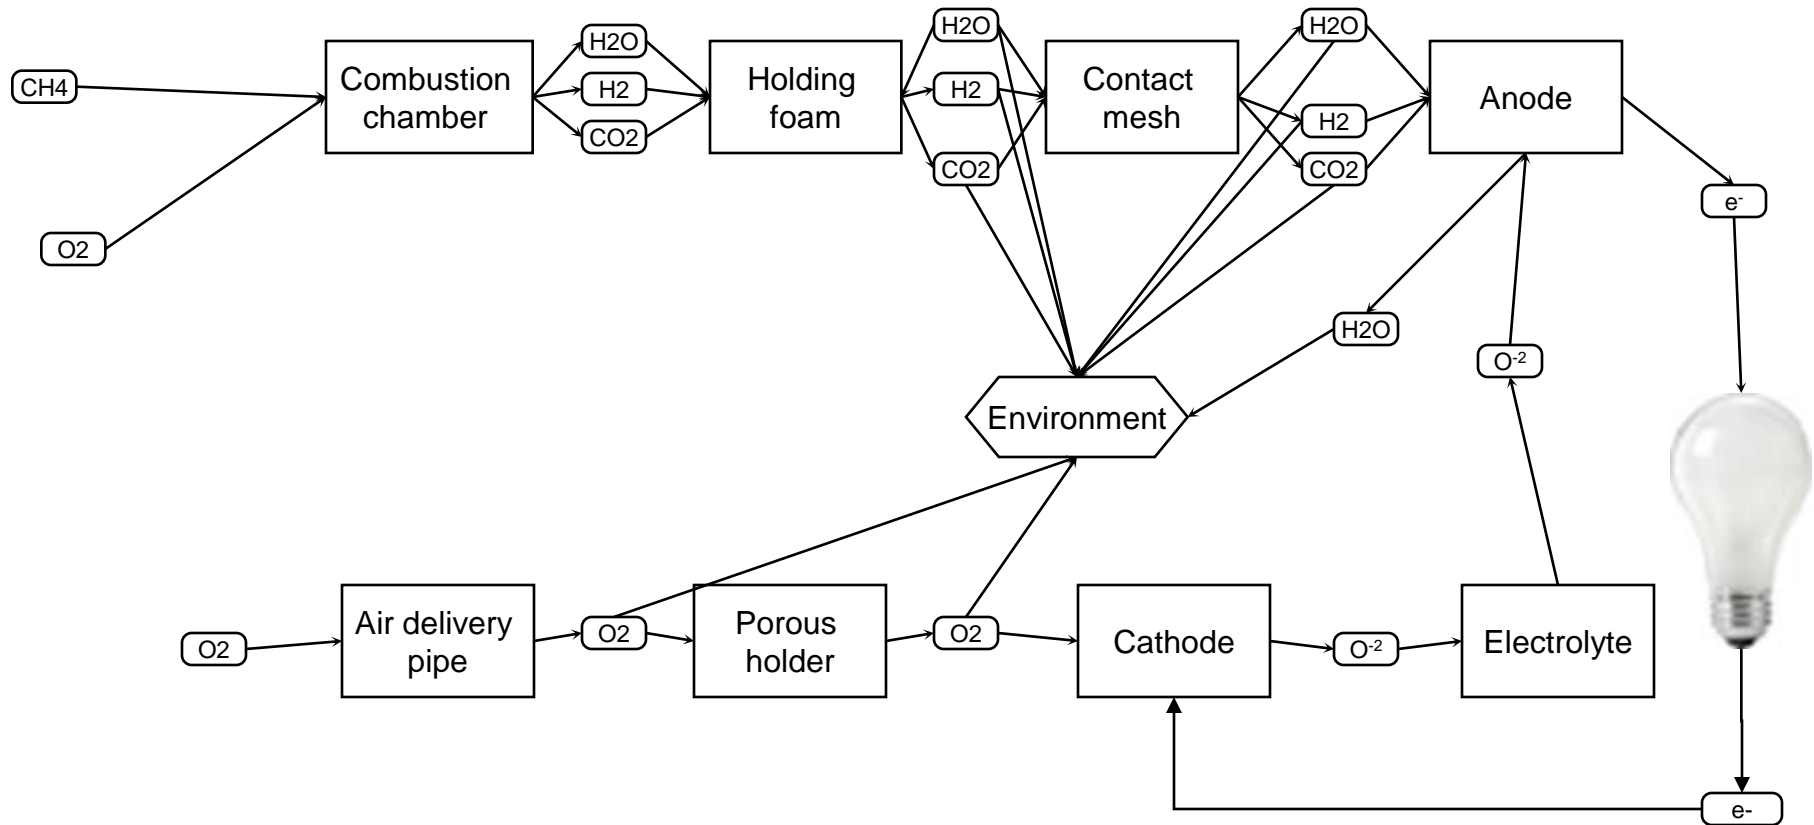 H2O
H2O
H2O
CH4
Combustion
chamber
H2
Holding
foam
H2
Contact
mesh
H2
Anode
CO2
CO2
CO2
e-
O2
H2O
O-2
Environment
O2
Air delivery
pipe
O2
Porous
holder
O2
Cathode
O-2
Electrolyte
e-